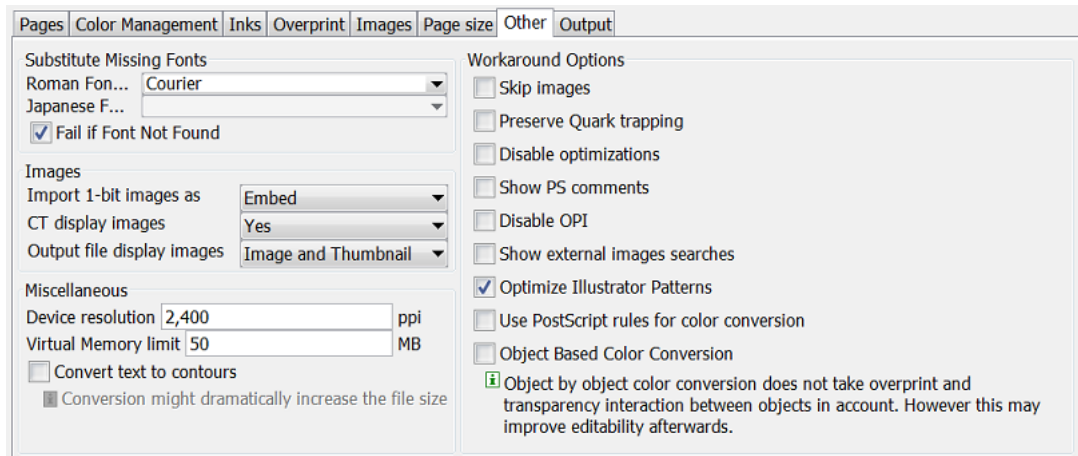 Pages Color Management Inks Overprint Images Page size Other Output
Substitute Missing Fonts
Roman Fon... Courier
Japanese F...
Fail if Font Not Found
Images
Import 1-bit images as Embed
CT display images Yes
Output file display images Image and Thumbnail
Miscellaneous
Device resolution 2,400 ppi
Virtual Memory limit 50 MB
Convert text to contours
Conversion might dramatically increase the file size
Workaround Options
Skip images
Preserve Quark trapping
Disable optimizations
Show PS comments
Disable OPI
Show external images searches
Optimize Illustrator Patterns
Use PostScript rules for color conversion
Object Based Color Conversion
Object by object color conversion does not take overprint and
transparency interaction between objects in account. However this may
improve editability afterwards.